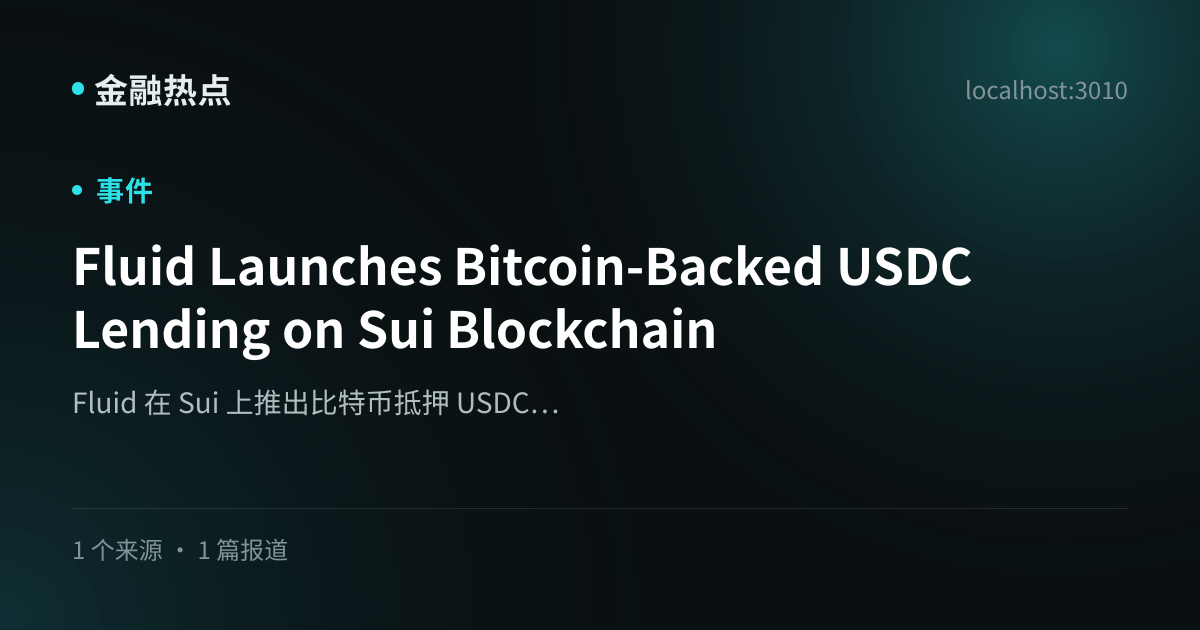 金融热点
localhost:3010
事件
Fluid Launches Bitcoin-Backed USDC
Lending on Sui Blockchain
Fluid 在 Sui 上推出比特币抵押 USDC…
1 个来源 · 1 篇报道